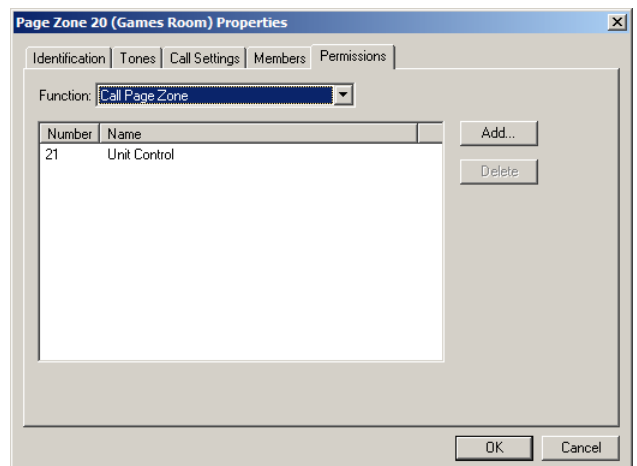 Page Zone 20 (Games Room) Properties
Identification Tones Call Settings Members Permissions
Function: Call Page Zone
Number Name
21 Unit Control
Add...
Delete
OK Cancel